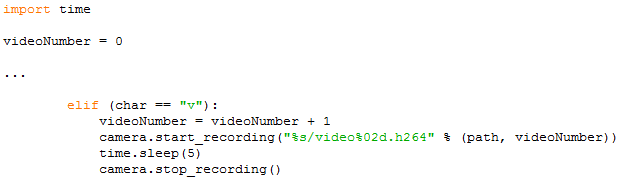 import time
videoNumber = 0
...
elif (char == "v"):
videoNumber = videoNumber + 1
camera.start_recording("%s/video%02d.h264" % (path, videoNumber))
time.sleep(5)
camera.stop_recording()